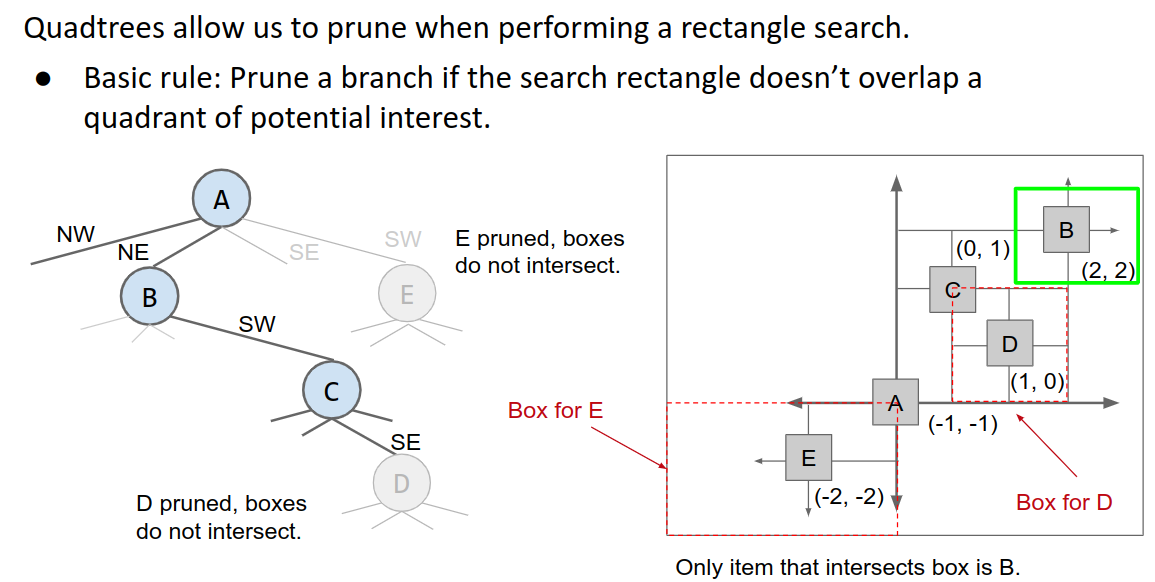 Quadtrees allow us to prune when performing a rectangle search.
● Basic rule: Prune a branch if the search rectangle doesn’t overlap a
quadrant of potential interest.
A
NW
NE
SE
SW
E pruned, boxes
do not intersect.
B
E
SW
C
SE
D
D pruned, boxes
do not intersect.
B
(0, 1)
(2, 2)
C
D
(1, 0)
A
(-1, -1)
Box for E
E
(-2, -2)
Box for D
Only item that intersects box is B.